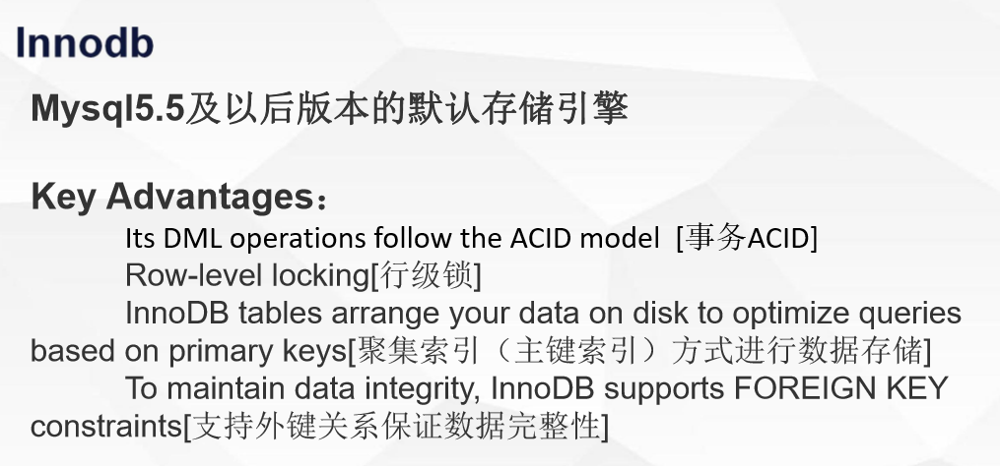 Innodb
Mysql5.5及以后版本的默认存储引擎
Key Advantages：
Its DML operations follow the ACID model [事务ACID]
Row-level locking[行级锁]
InnoDB tables arrange your data on disk to optimize queries
based on primary keys[聚集索引（主键索引）方式进行数据存储]
To maintain data integrity, InnoDB supports FOREIGN KEY
constraints[支持外键关系保证数据完整性]